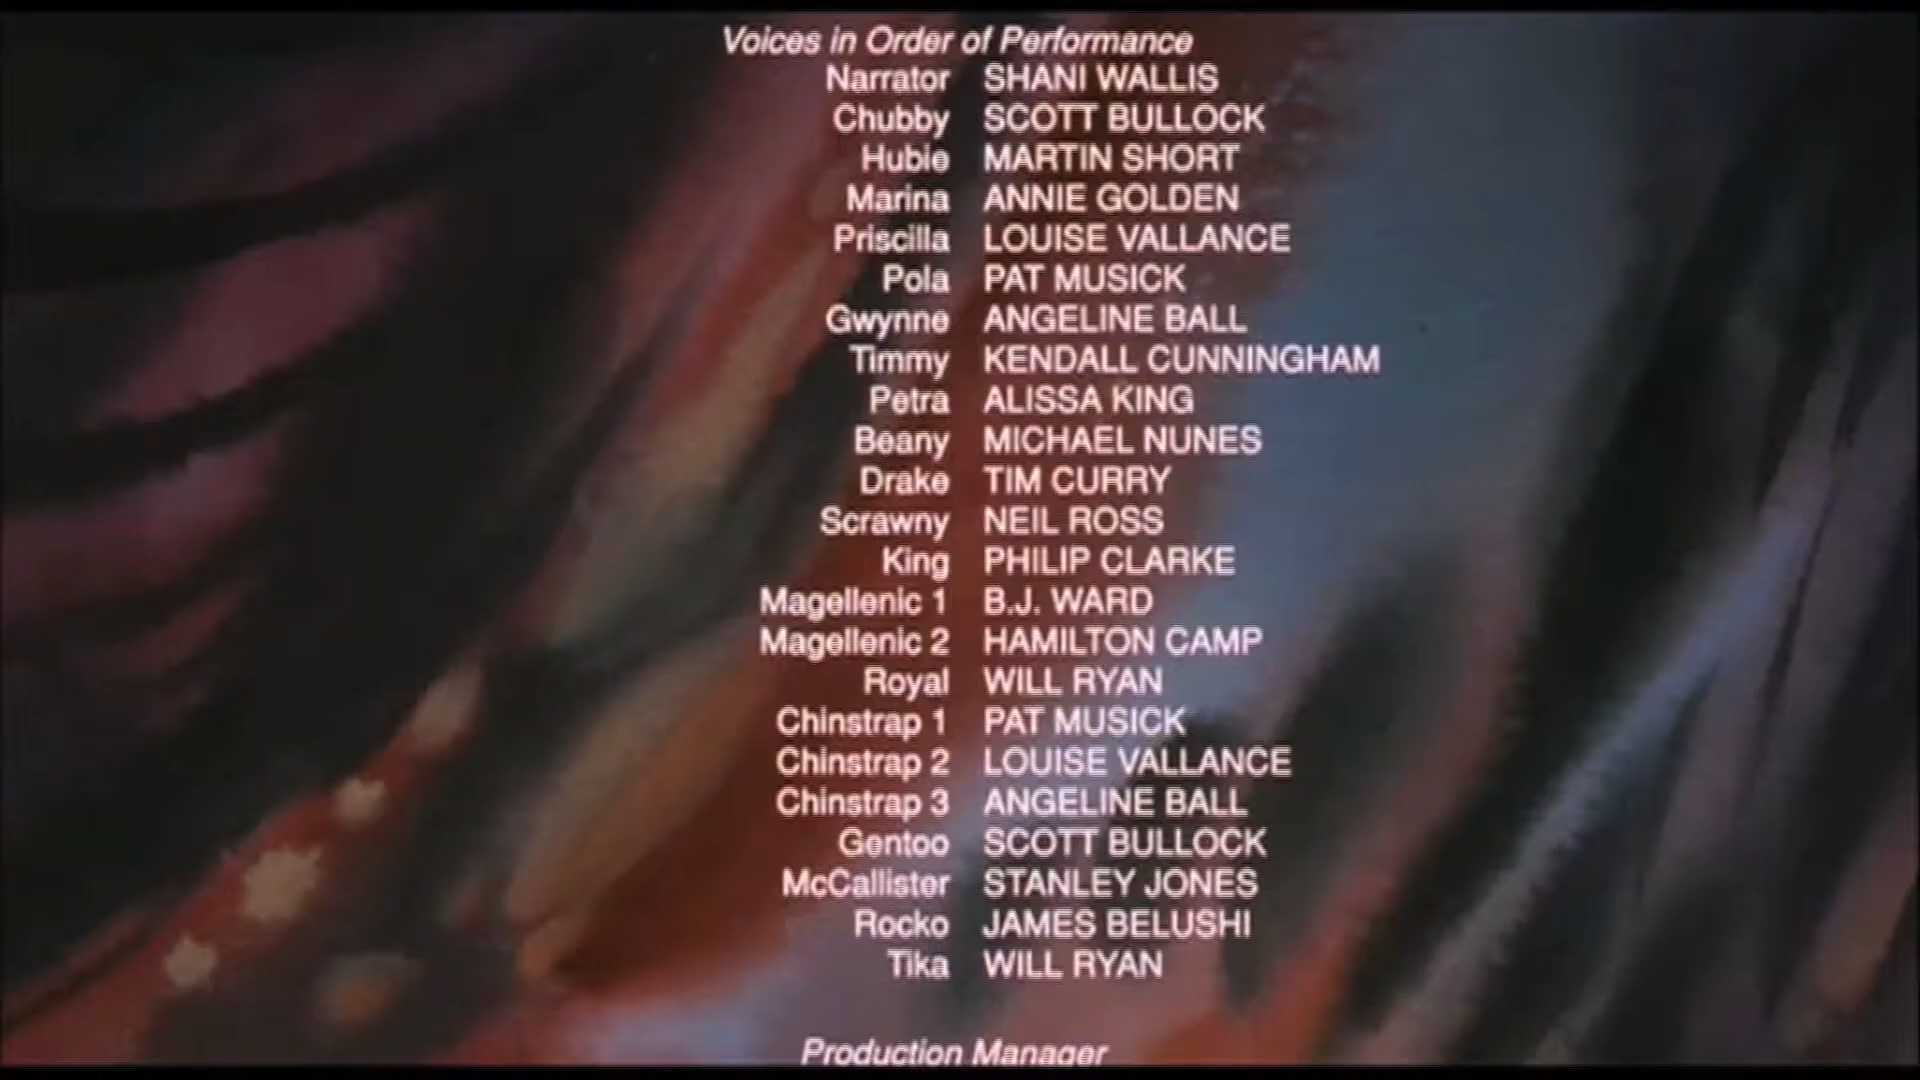 Voices in Order of Performance
Narrator SHANI WALLIS
Chubby SCOTT BULLOCK
Hubie MARTIN SHORT
Marina ANNIE GOLDEN
Priscilla LOUISE VALLANCE
Pola PAT MUSICK
Gwynne ANGELINE BALL
Timmy KENDALL CUNNINGHAM
Petra ALISSA KING
Beany MICHAEL NUNES
Drake TIM CURRY
Scrawny NEIL ROSS
King PHILIP CLARKE
Magellenic 1 B.J. WARD
Magellenic 2 HAMILTON CAMP
Royal WILL RYAN
Chinstrap 1 PAT MUSICK
Chinstrap 2 LOUISE VALLANCE
Chinstrap 3 ANGELINE BALL
Gentoo SCOTT BULLOCK
McCallister STANLEY JONES
Rocko JAMES BELUSHI
Tika WILL RYAN
Production Manager